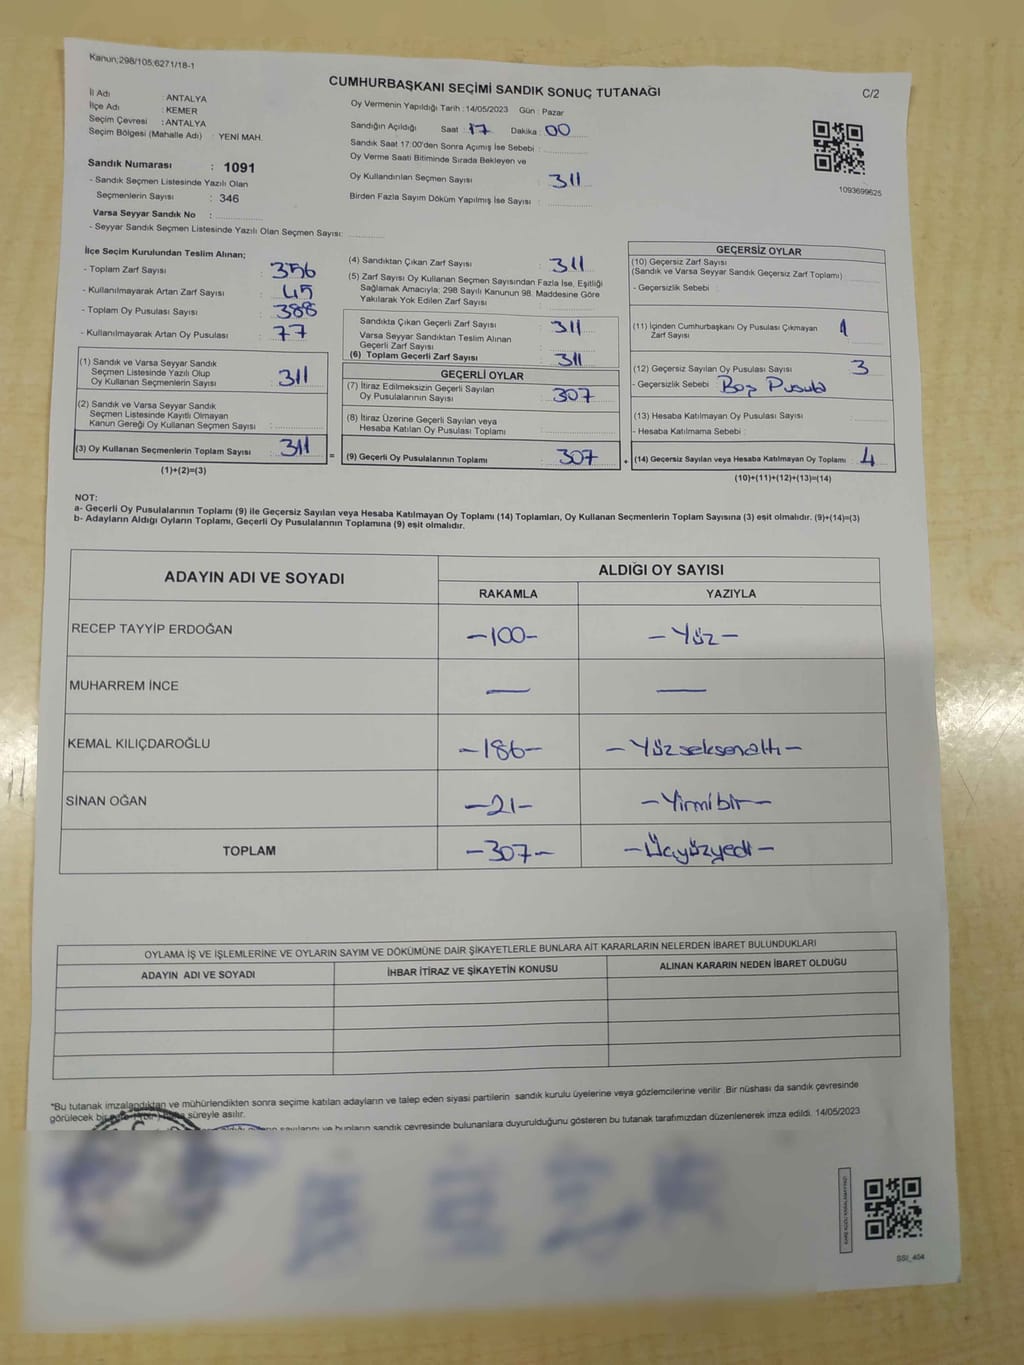 Kanun;298/105;6271/18-1
CUMHURBAŞKANI SEÇİMİ SANDIK SONUÇ TUTANAĞI
C/2
İl Adı : ANTALYA
İlçe Adı : KEMER
Seçim Çevresi : ANTALYA
Seçim Bölgesi (Mahalle Adı) : YENİ MAH.
Sandık Numarası : 1091
- Sandık Seçmen Listesinde Yazılı Olan
Seçmenlerin Sayısı : 346
Varsa Seyyar Sandık No :
- Seyyar Sandık Seçmen Listesinde Yazılı Olan Seçmen Sayısı:
Oy Vermenin Yapıldığı Tarih : 14/05/2023 Gün : Pazar
Sandığın Açıldığı Saat : 17 Dakika : 00
Sandık Saat 17:00'den Sonra Açımış İse Sebebi :
Oy Verme Saati Bitiminde Sırada Bekleyen ve
Oy Kullandırılan Seçmen Sayısı : 311
Birden Fazla Sayım Döküm Yapılmış İse Sayısı :
1093699625
İlçe Seçim Kurulundan Teslim Alınan;
- Toplam Zarf Sayısı : 356
- Kullanılmayarak Artan Zarf Sayısı : 45
- Toplam Oy Pusulası Sayısı : 388
- Kullanılmayarak Artan Oy Pusulası : 77
(1) Sandık ve Varsa Seyyar Sandık
Seçmen Listesinde Yazılı Olup
Oy Kullanan Seçmenlerin Sayısı : 311
(2) Sandık ve Varsa Seyyar Sandık
Seçmen Listesinde Kayıtlı Olmayan
Kanun Gereği Oy Kullanan Seçmen Sayısı :
(3) Oy Kullanan Seçmenlerin Toplam Sayısı : 311
(1)+(2)=(3)
=
(4) Sandıktan Çıkan Zarf Sayısı : 311
(5) Zarf Sayısı Oy Kullanan Seçmen Sayısından Fazla İse, Eşitliği
Sağlamak Amacıyla; 298 Sayılı Kanunun 98. Maddesine Göre
Yakılarak Yok Edilen Zarf Sayısı :
Sandıkta Çıkan Geçerli Zarf Sayısı : 311
Varsa Seyyar Sandıktan Teslim Alınan
Geçerli Zarf Sayısı :
(6) Toplam Geçerli Zarf Sayısı : 311
GEÇERLİ OYLAR
(7) İtiraz Edilmeksizin Geçerli Sayılan
Oy Pusulalarının Sayısı : 307
(8) İtiraz Üzerine Geçerli Sayılan veya
Hesaba Katılan Oy Pusulası Toplamı :
(9) Geçerli Oy Pusulalarının Toplamı : 307
+
GEÇERSİZ OYLAR
(10) Geçersiz Zarf Sayısı
(Sandık ve Varsa Seyyar Sandık Geçersiz Zarf Toplamı)
- Geçersizlik Sebebi :
(11) İçinden Cumhurbaşkanı Oy Pusulası Çıkmayan
Zarf Sayısı : 1
(12) Geçersiz Sayılan Oy Pusulası Sayısı : 3
- Geçersizlik Sebebi : Boş Pusula
(13) Hesaba Katılmayan Oy Pusulası Sayısı
- Hesaba Katılmama Sebebi :
(14) Geçersiz Sayılan veya Hesaba Katılmayan Oy Toplamı : 4
(10)+(11)+(12)+(13)=(14)
NOT:
a- Geçerli Oy Pusulalarının Toplamı (9) ile Geçersiz Sayılan veya Hesaba Katılmayan Oy Toplamı (14) Toplamları, Oy Kullanan Seçmenlerin Toplam Sayısına (3) eşit olmalıdır. (9)+(14)=(3)
b- Adayların Aldığı Oyların Toplamı, Geçerli Oy Pusulalarının Toplamına (9) eşit olmalıdır.
ADAYIN ADI VE SOYADI
ALDIĞI OY SAYISI
RAKAMLA YAZIYLA
RECEP TAYYİP ERDOĞAN -100- -Yüz-
MUHARREM İNCE — —
KEMAL KILIÇDAROĞLU -186- -Yüzseksenaltı-
SİNAN OĞAN -21- -Yirmibir-
TOPLAM -307- -Üçyüzyedi-
OYLAMA İŞ VE İŞLEMLERİNE VE OYLARIN SAYIM VE DÖKÜMÜNE DAİR ŞİKAYETLERLE BUNLARA AİT KARARLARIN NELERDEN İBARET BULUNDUKLARI
ADAYIN ADI VE SOYADI İHBAR İTİRAZ VE ŞİKAYETİN KONUSU ALINAN KARARIN NEDEN İBARET OLDUĞU
*Bu tutanak imzalandıktan ve mühürlendikten sonra seçime katılan adayların ve talep eden siyasi partilerin sandık kurulu üyelerine veya gözlemcilerine verilir. Bir nüshası da sandık çevresinde
görülecek bir süreyle asılır.
sayılarını ve bunların sandık çevresinde bulunanlara duyurulduğunu gösteren bu tutanak tarafımızdan düzenlenerek imza edildi. 14/05/2023
SSİ_404